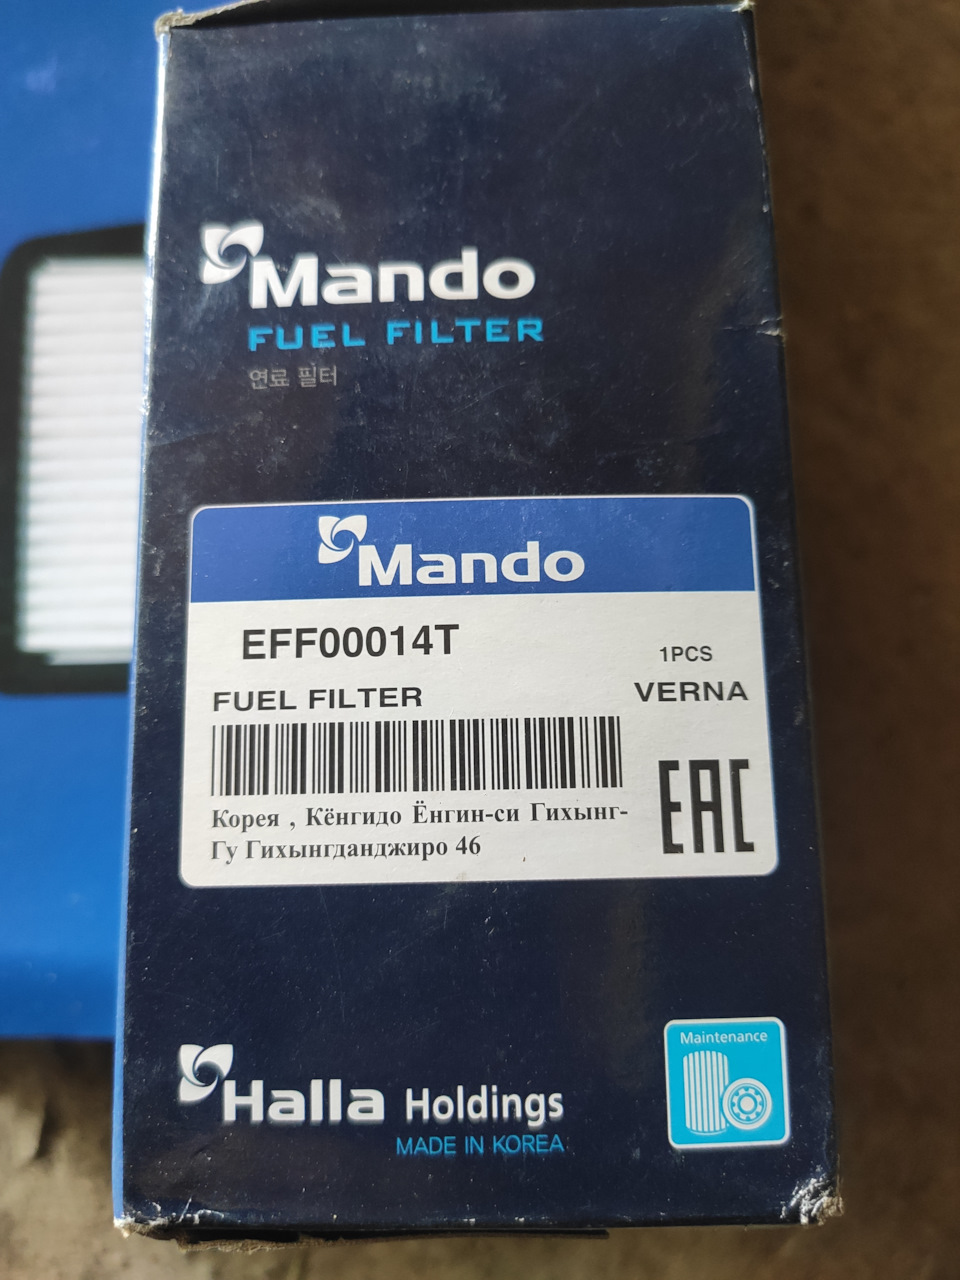 Mando
FUEL FILTER
연료 필터
Mando
EFF00014T
1PCS
FUEL FILTER
VERNA
Корея , Кёнгидо Ёнгин-си Гихынг-
Гу Гихынгданджиро 46
EAC
Halla Holdings
MADE IN KOREA
Maintenance